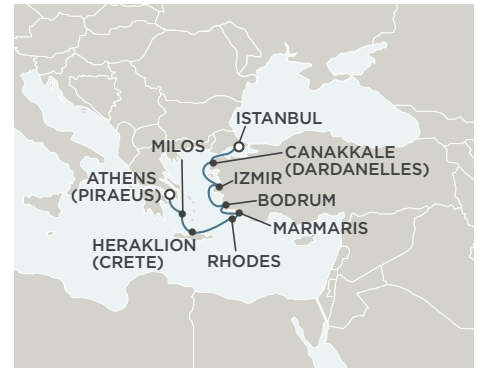 ISTANBUL
MILOS
CANAKKALE
(DARDANELLES)
ATHENS
(PIRAEUS)
IZMIR
BODRUM
MARMARIS
HERAKLION
(CRETE)
RHODES